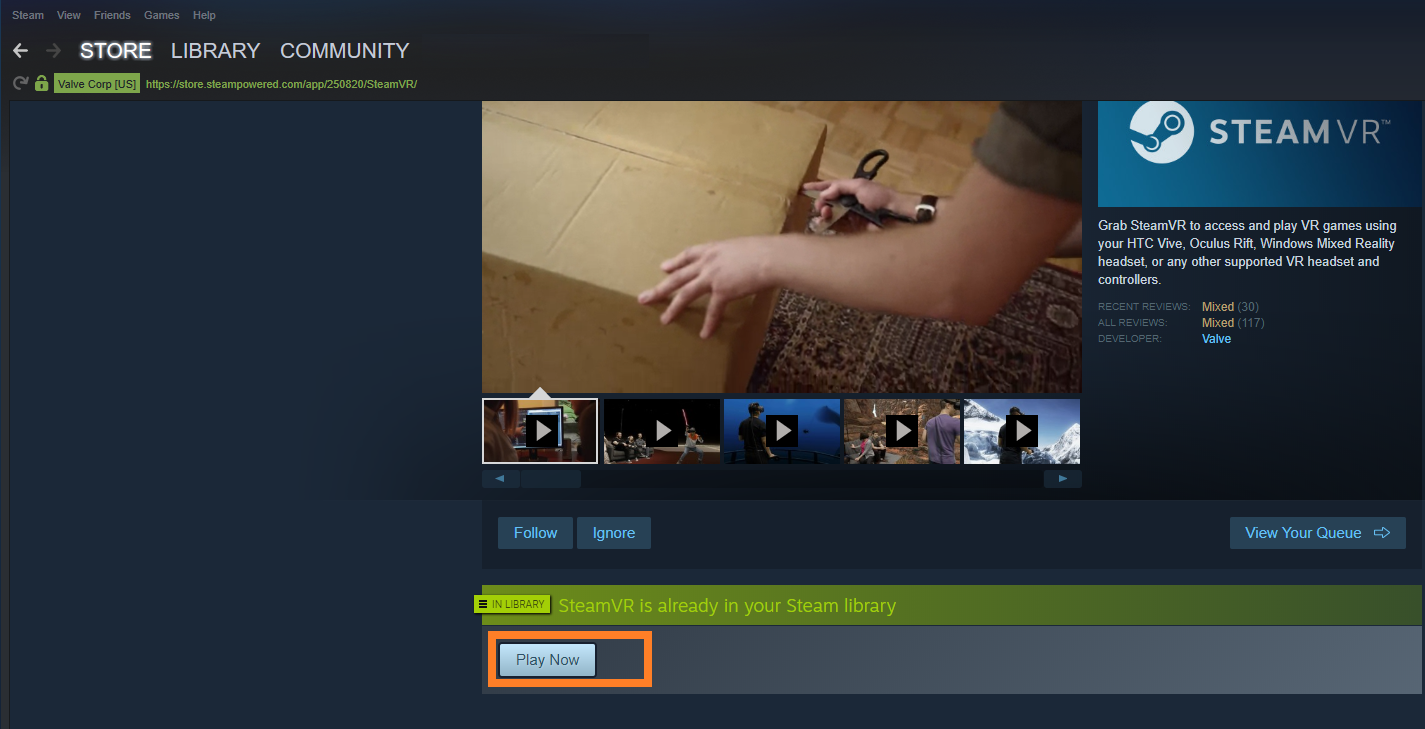 Steam View Friends Games Help
STORE LIBRARY COMMUNITY
Valve Corp [US] https://store.steampowered.com/app/250820/SteamVR/
STEAMVR™
Grab SteamVR to access and play VR games using
your HTC Vive, Oculus Rift, Windows Mixed Reality
headset, or any other supported VR headset and
controllers.
RECENT REVIEWS: Mixed (30)
ALL REVIEWS: Mixed (117)
DEVELOPER: Valve
Follow Ignore View Your Queue
IN LIBRARY SteamVR is already in your Steam library
Play Now